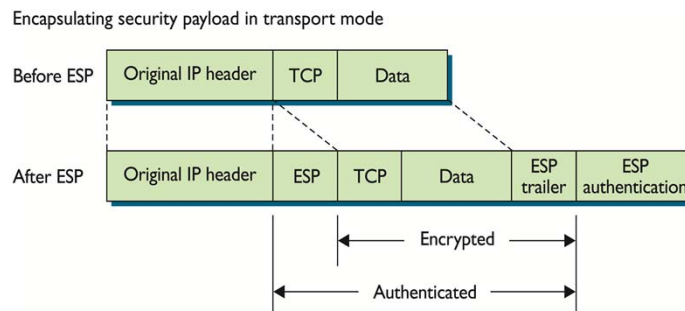 Encapsulating security payload in transport mode
Before ESP
Original IP header
TCP
Data
After ESP
Original IP header
ESP
TCP
Data
ESP
trailer
ESP
authentication
Encrypted
Authenticated